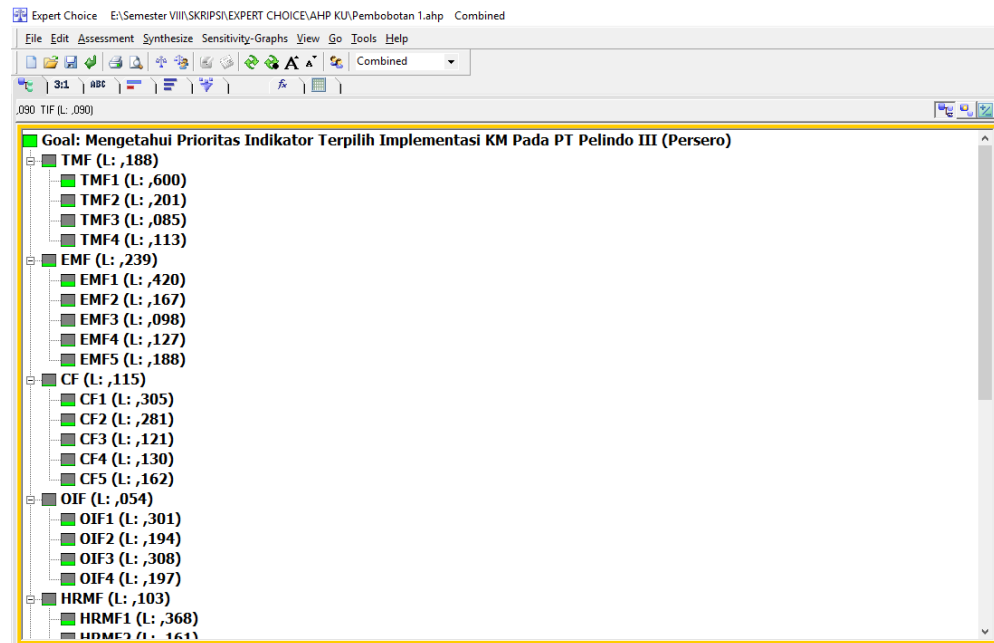 Expert Choice E:\Semester VIII\SKRIPSI\EXPERT CHOICE\AHP KU\Pembobotan 1.ahp Combined
File Edit Assessment Synthesize Sensitivity-Graphs View Go Tools Help
Combined
3:1 ABC fx
,090 TIF (L: ,090)
Goal: Mengetahui Prioritas Indikator Terpilih Implementasi KM Pada PT Pelindo III (Persero)
TMF (L: ,188)
TMF1 (L: ,600)
TMF2 (L: ,201)
TMF3 (L: ,085)
TMF4 (L: ,113)
EMF (L: ,239)
EMF1 (L: ,420)
EMF2 (L: ,167)
EMF3 (L: ,098)
EMF4 (L: ,127)
EMF5 (L: ,188)
CF (L: ,115)
CF1 (L: ,305)
CF2 (L: ,281)
CF3 (L: ,121)
CF4 (L: ,130)
CF5 (L: ,162)
OIF (L: ,054)
OIF1 (L: ,301)
OIF2 (L: ,194)
OIF3 (L: ,308)
OIF4 (L: ,197)
HRMF (L: ,103)
HRMF1 (L: ,368)
HRMF2 (L: ,161)